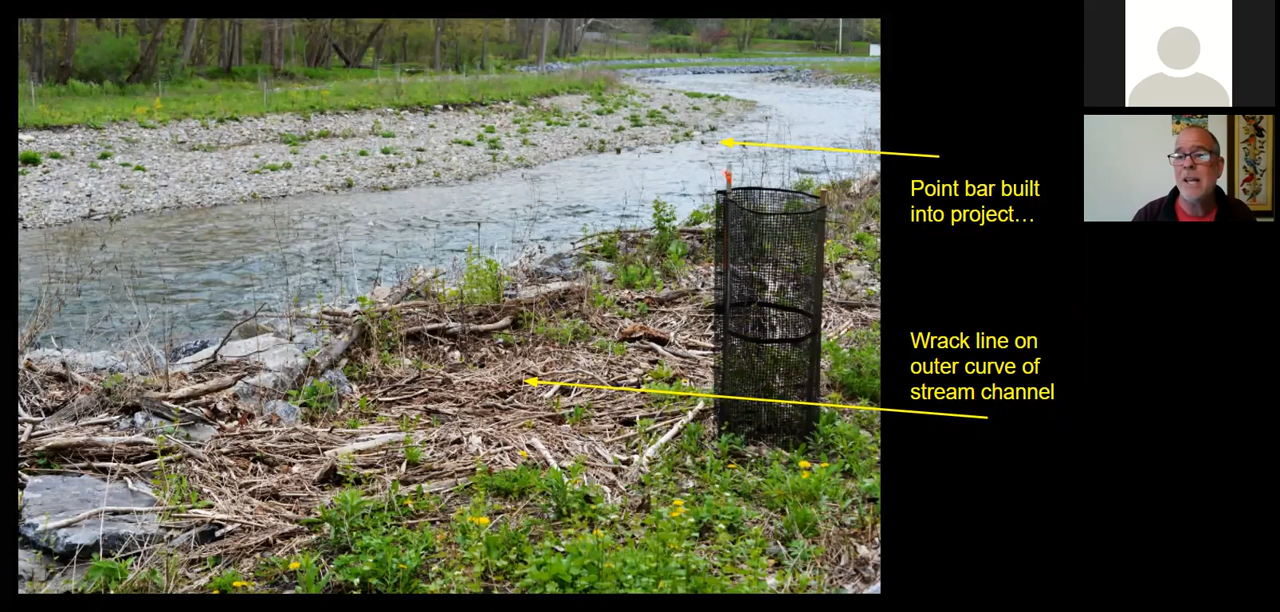 Point bar built
into project…
Wrack line on
outer curve of
stream channel